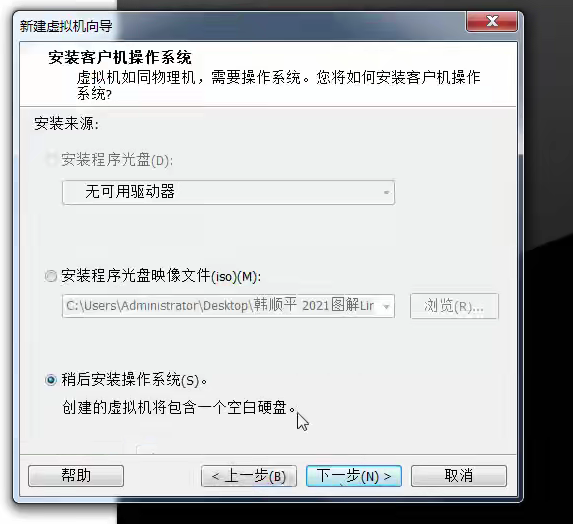 新建虚拟机向导
安装客户机操作系统
虚拟机如同物理机，需要操作系统。您将如何安装客户机操作
系统?
安装来源:
安装程序光盘(D):
无可用驱动器
安装程序光盘映像文件(iso)(M):
C:\Users\Administrator\Desktop\韩顺平 2021图解Lin
浏览(R)...
稍后安装操作系统(S)。
创建的虚拟机将包含一个空白硬盘。
帮助
< 上一步(B)
下一步(N) >
取消